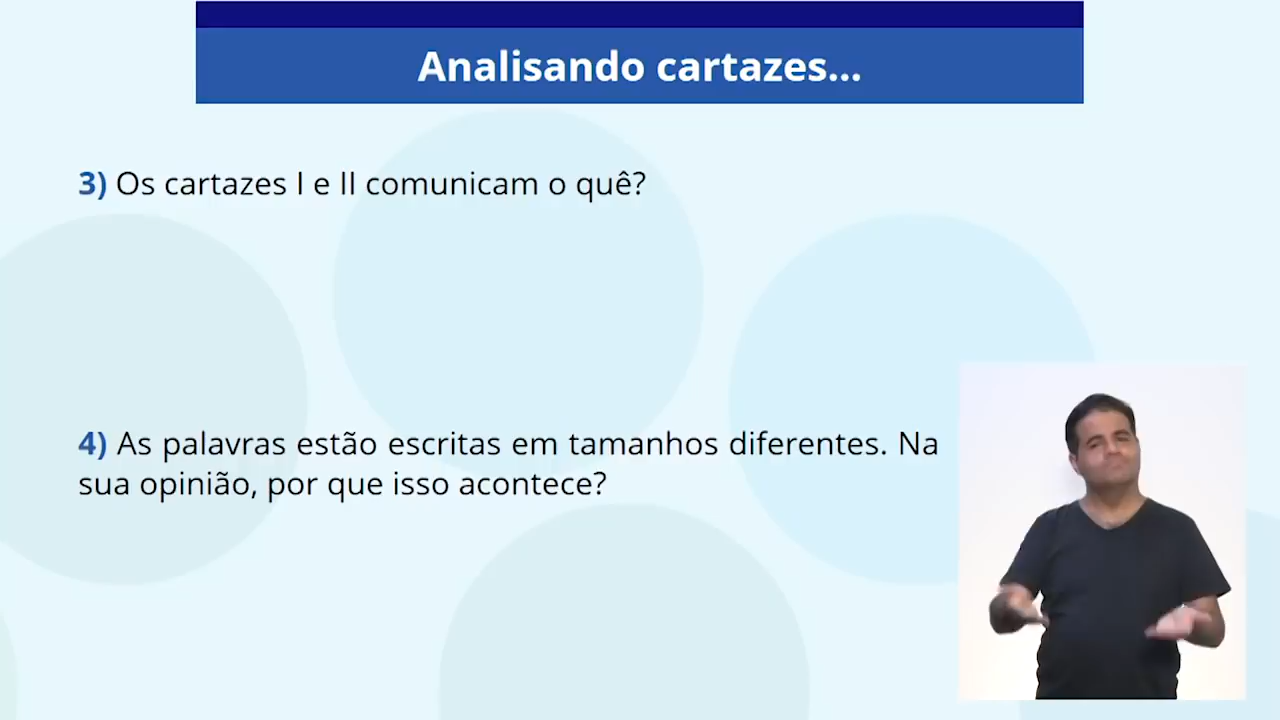 Analisando cartazes...
3) Os cartazes I e II comunicam o quê?
4) As palavras estão escritas em tamanhos diferentes. Na
sua opinião, por que isso acontece?